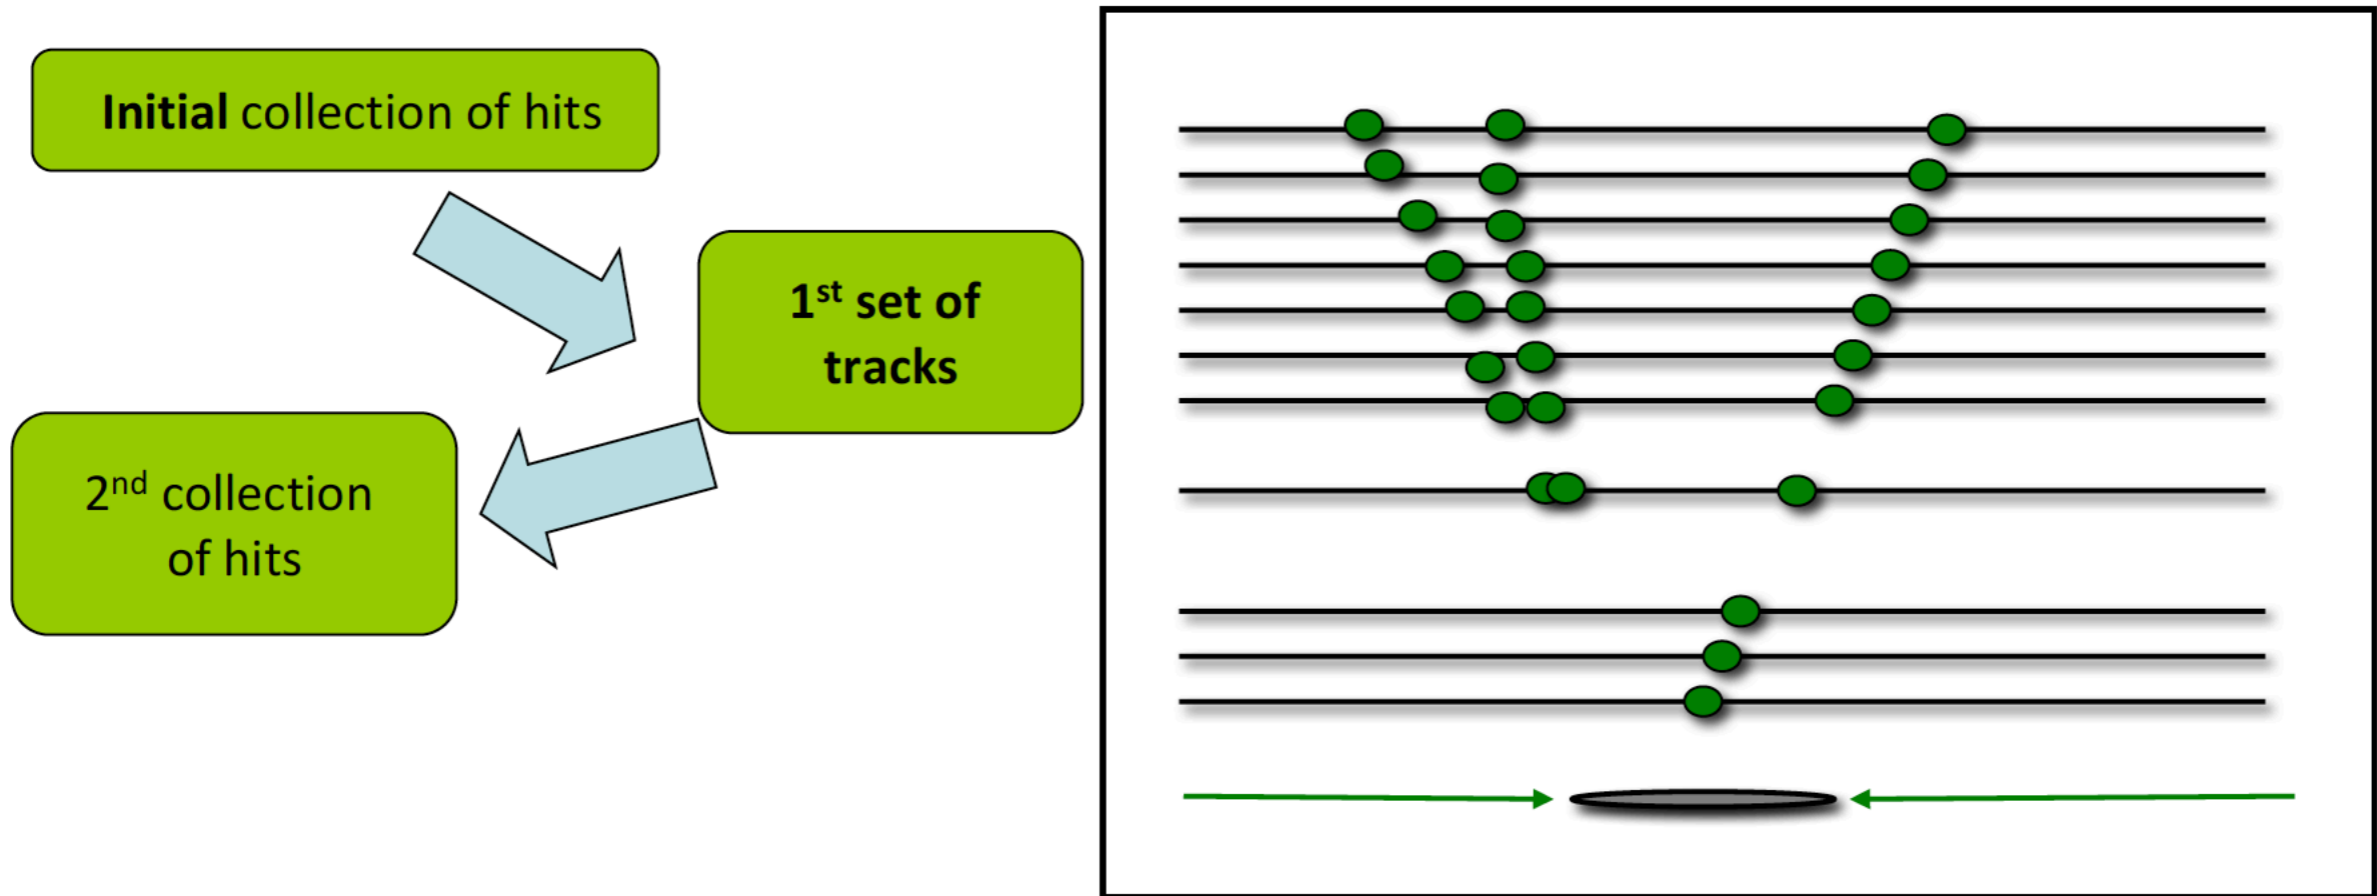 Initial collection of hits
1st set of
tracks
2nd collection
of hits